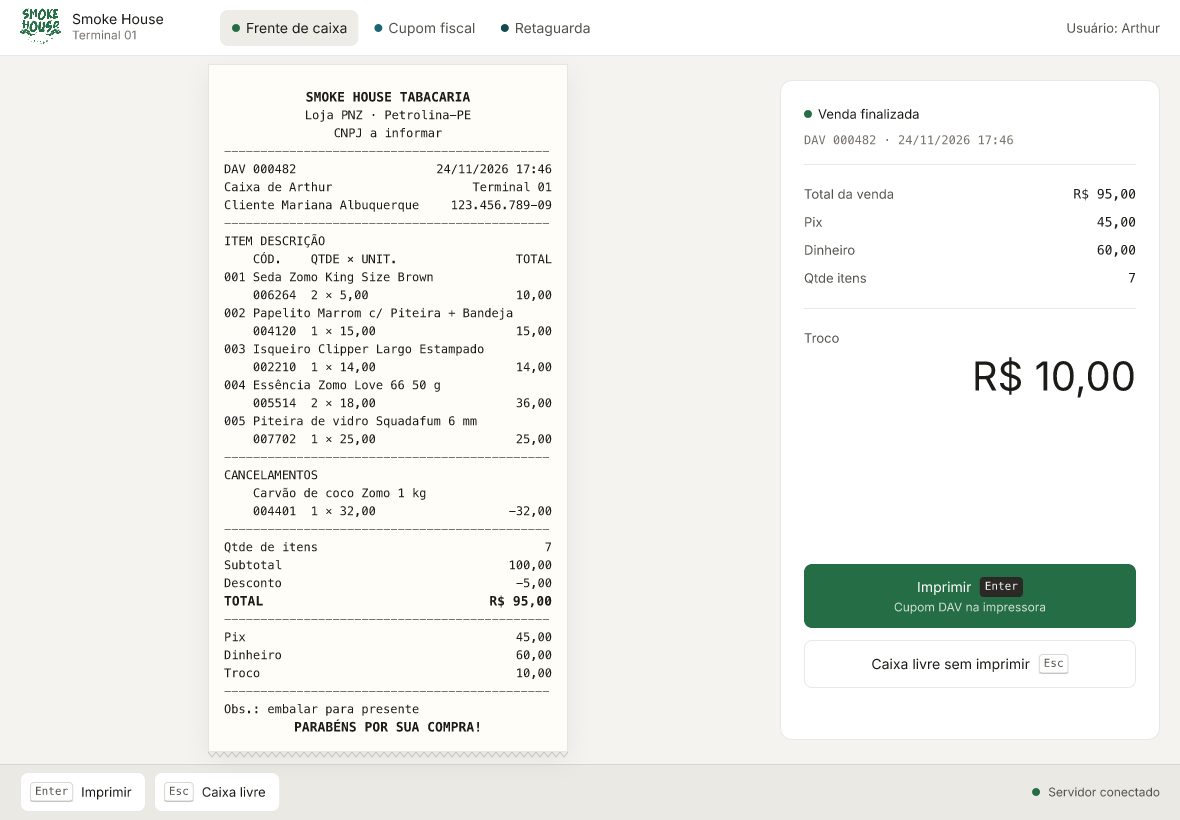 SMOKE HOUSE
Smoke House
Terminal 01
Frente de caixa
Cupom fiscal
Retaguarda
Usuário: Arthur
SMOKE HOUSE TABACARIA
Loja PNZ · Petrolina–PE
CNPJ a informar
DAV 000482 24/11/2026 17:46
Caixa de Arthur Terminal 01
Cliente Mariana Albuquerque 123.456.789–09
ITEM DESCRIÇÃO
CÓD. QTDE × UNIT. TOTAL
001 Seda Zomo King Size Brown
006264 2 × 5,00 10,00
002 Papelito Marrom c/ Piteira + Bandeja
004120 1 × 15,00 15,00
003 Isqueiro Clipper Largo Estampado
002210 1 × 14,00 14,00
004 Essência Zomo Love 66 50 g
005514 2 × 18,00 36,00
005 Piteira de vidro Squadafum 6 mm
007702 1 × 25,00 25,00
CANCELAMENTOS
Carvão de coco Zomo 1 kg
004401 1 × 32,00 –32,00
Qtde de itens 7
Subtotal 100,00
Desconto –5,00
TOTAL R$ 95,00
Pix 45,00
Dinheiro 60,00
Troco 10,00
Obs.: embalar para presente
PARABÉNS POR SUA COMPRA!
Venda finalizada
DAV 000482 · 24/11/2026 17:46
Total da venda R$ 95,00
Pix 45,00
Dinheiro 60,00
Qtde itens 7
Troco
R$ 10,00
Imprimir Enter
Cupom DAV na impressora
Caixa livre sem imprimir Esc
Enter Imprimir
Esc Caixa livre
Servidor conectado